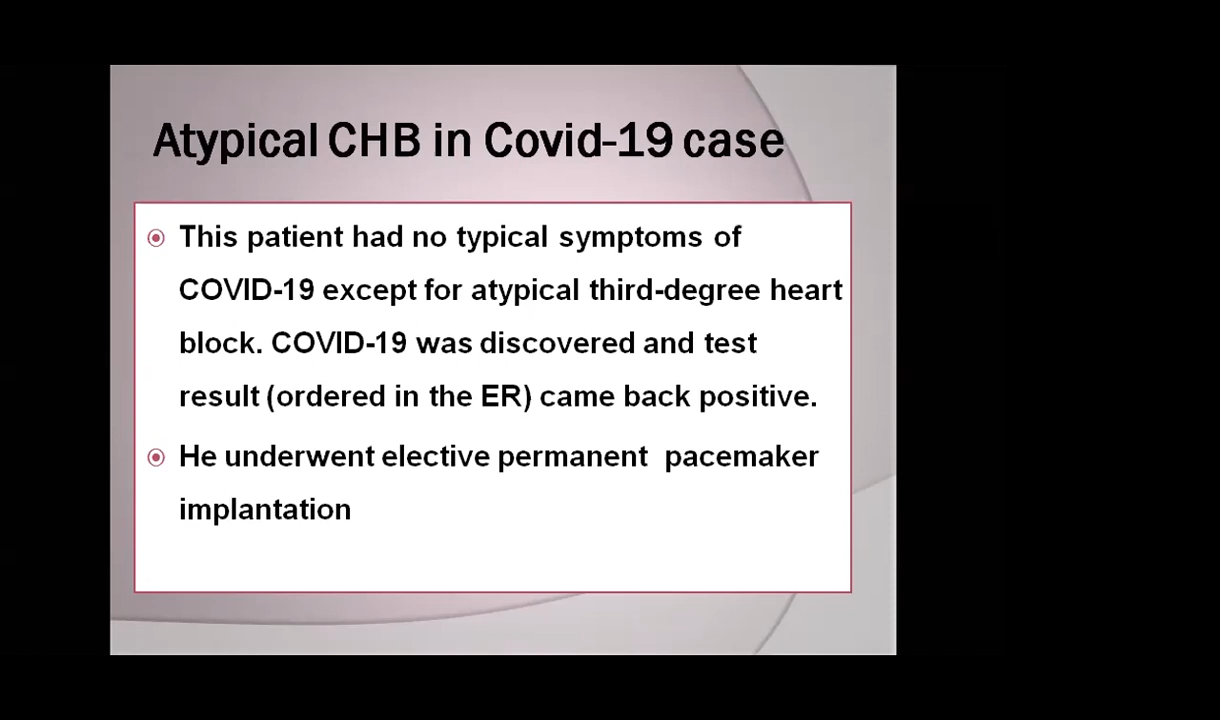 Atypical CHB in Covid-19 case
This patient had no typical symptoms of
COVID-19 except for atypical third-degree heart
block. COVID-19 was discovered and test
result (ordered in the ER) came back positive.
He underwent elective permanent  pacemaker
implantation